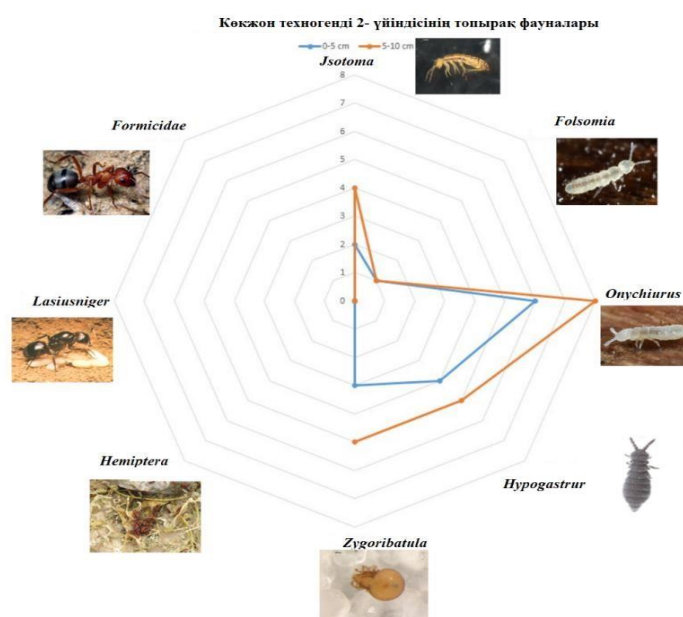 Көкжон техногенді 2- үйіндісінің топырақ фауналары
0-5 cm 5-10 cm
Jsotoma
8
7
6
5
4
3
2
1
0
Formicidae
Folsomia
Lasiusniger
Onychiurus
Hemiptera
Hypogastrur
Zygoribatula